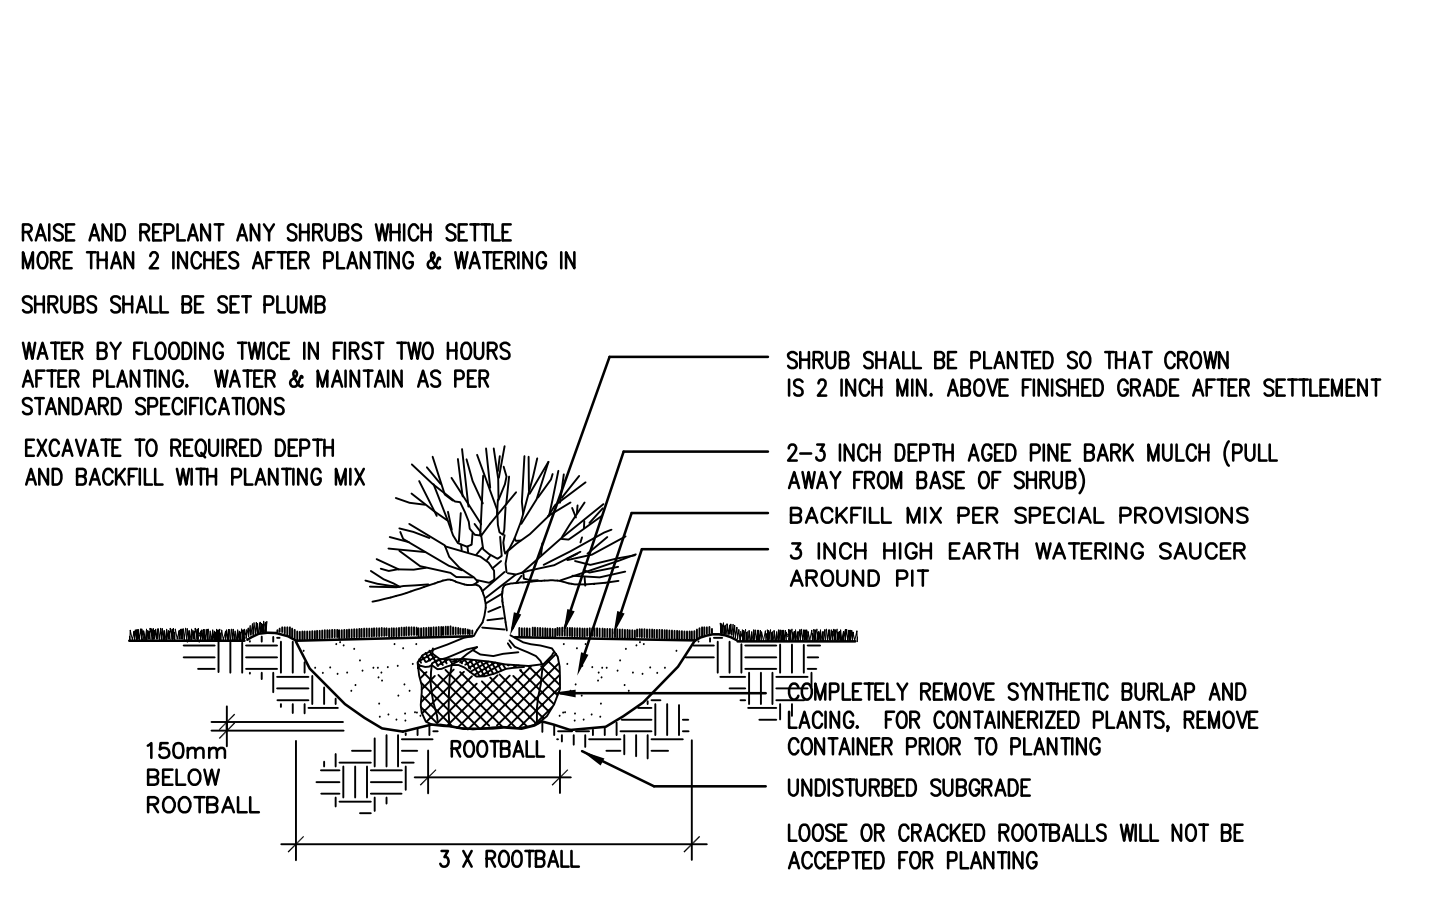 RAISE AND REPLANT ANY SHRUBS WHICH SETTLE
MORE THAN 2 INCHES AFTER PLANTING & WATERING IN
SHRUBS SHALL BE SET PLUMB
WATER BY FLOODING TWICE IN FIRST TWO HOURS
AFTER PLANTING. WATER & MAINTAIN AS PER
STANDARD SPECIFICATIONS
EXCAVATE TO REQUIRED DEPTH
AND BACKFILL WITH PLANTING MIX
SHRUB SHALL BE PLANTED SO THAT CROWN
IS 2 INCH MIN. ABOVE FINISHED GRADE AFTER SETTLEMENT
2-3 INCH DEPTH AGED PINE BARK MULCH (PULL
AWAY FROM BASE OF SHRUB)
BACKFILL MIX PER SPECIAL PROVISIONS
3 INCH HIGH EARTH WATERING SAUCER
AROUND PIT
COMPLETELY REMOVE SYNTHETIC BURLAP AND
LACING. FOR CONTAINERIZED PLANTS, REMOVE
CONTAINER PRIOR TO PLANTING
UNDISTURBED SUBGRADE
LOOSE OR CRACKED ROOTBALLS WILL NOT BE
ACCEPTED FOR PLANTING
150mm
BELOW
ROOTBALL
ROOTBALL
3 X ROOTBALL